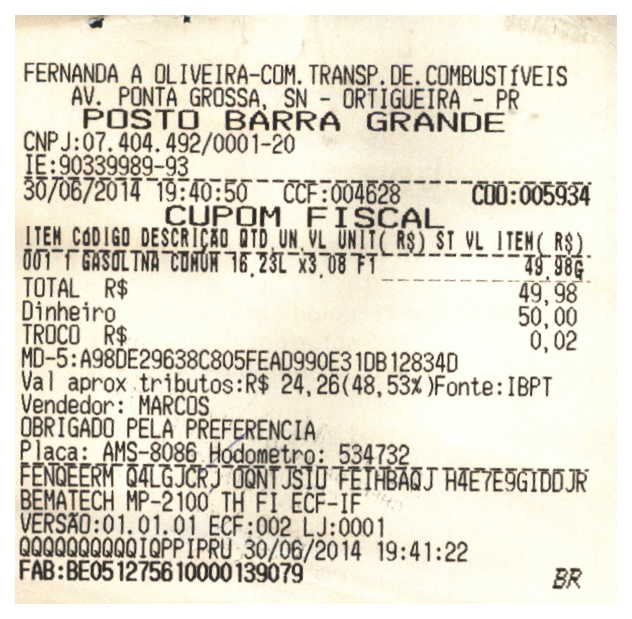 FERNANDA A OLIVEIRA-COM.TRANSP.DE.COMBUSTíVEIS
AV. PONTA GROSSA, SN - ORTIGUEIRA - PR
POSTO BARRA GRANDE
CNPJ:07.404.492/0001-20
IE:90339989-93
30/06/2014 19:40:50 CCF:004628 COO:005934
CUPOM FISCAL
ITEM CÓDIGO DESCRIÇÃO QTD.UN.VL UNIT( R$) ST VL ITEM( R$)
001 1 GASOLINA COMUM 16,23L x3,08 F1 49,98G
TOTAL R$ 49,98
Dinheiro 50,00
TROCO R$ 0,02
MD-5:A98DE29638C805FEAD990E31DB12834D
Val aprox tributos:R$ 24,26(48,53%)Fonte:IBPT
Vendedor: MARCOS
OBRIGADO PELA PREFERENCIA
Placa: AMS-8086 Hodometro: 534732
FENQEERM Q4LGJCRJ OQNTJSIU FEIHBAQJ H4E7E9GIDDJR
BEMATECH MP-2100 TH FI ECF-IF
VERSÃO:01.01.01 ECF:002 LJ:0001
QQQQQQQQQQIQPPIPRU 30/06/2014 19:41:22
FAB:BE051275610000139079 BR